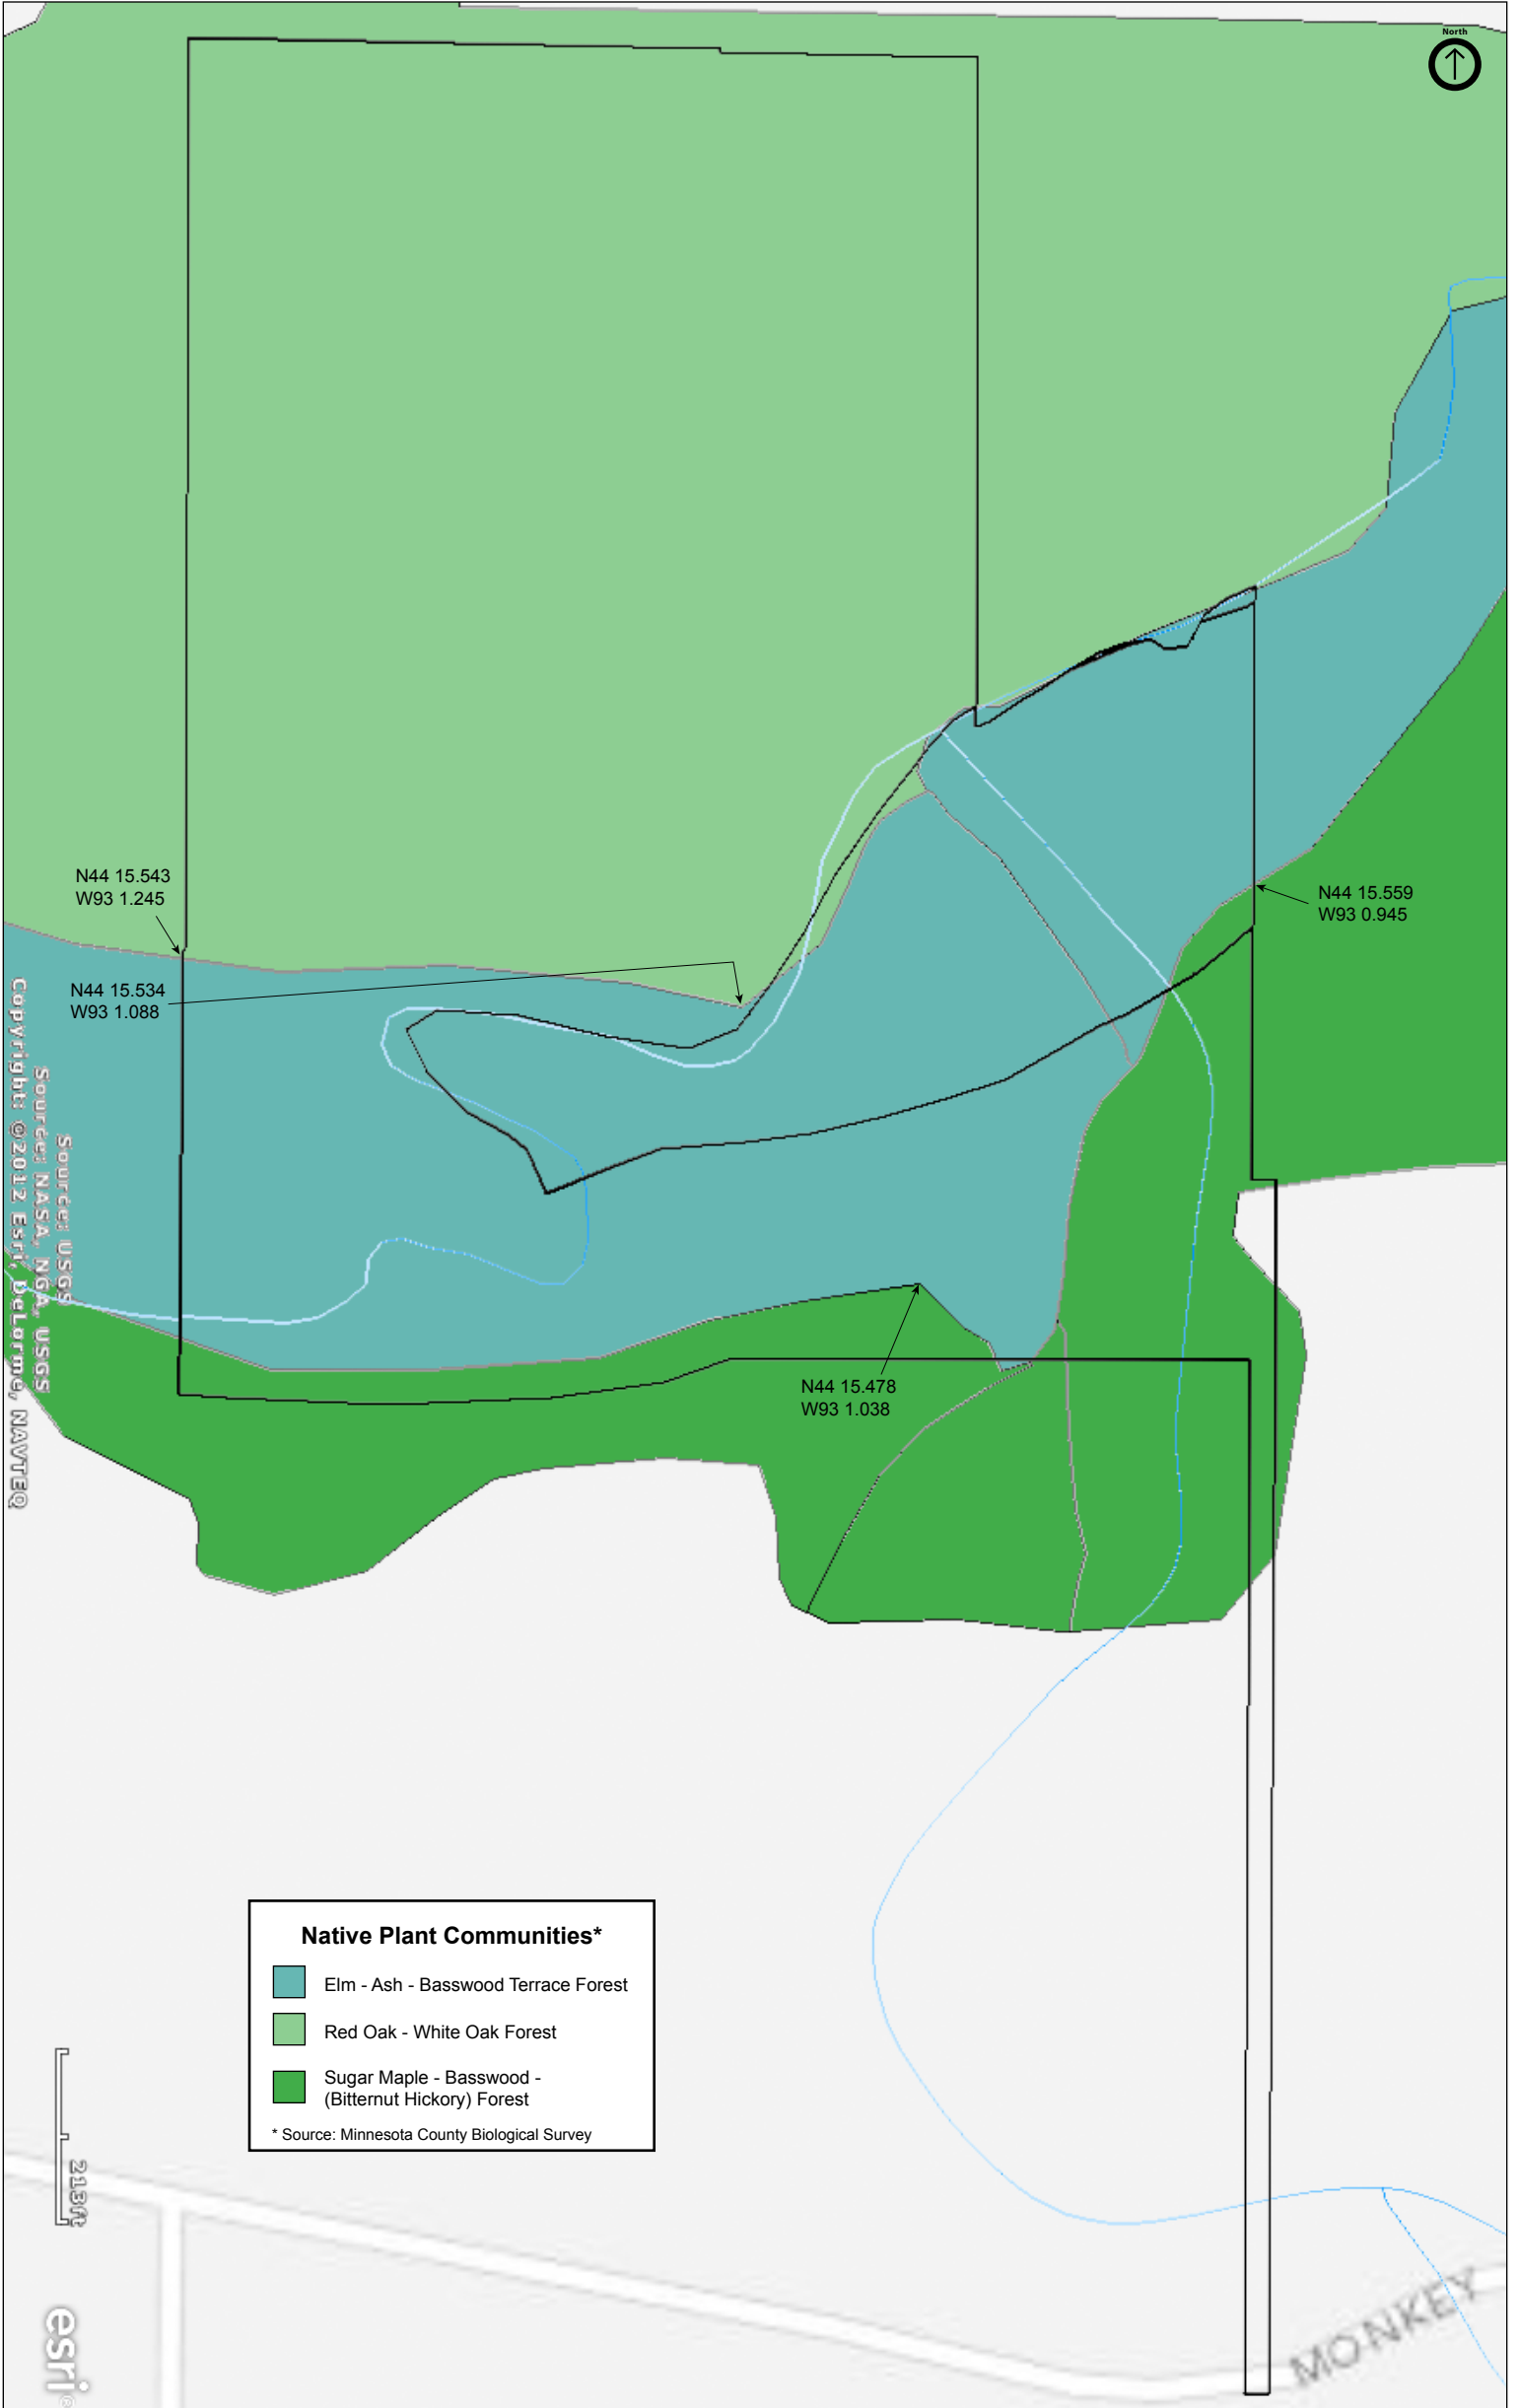 North
N44 15.543
W93 1.245
N44 15.559
W93 0.945
N44 15.534
W93 1.088
N44 15.478
W93 1.038
Source: USGS
Source: NASA, NGA, USGS
Copyright: ©2012 Esri, DeLorme, NAVTEQ
Native Plant Communities*
Elm - Ash - Basswood Terrace Forest
Red Oak - White Oak Forest
Sugar Maple - Basswood -
(Bitternut Hickory) Forest
* Source: Minnesota County Biological Survey
213ft
MONKEY
esri®